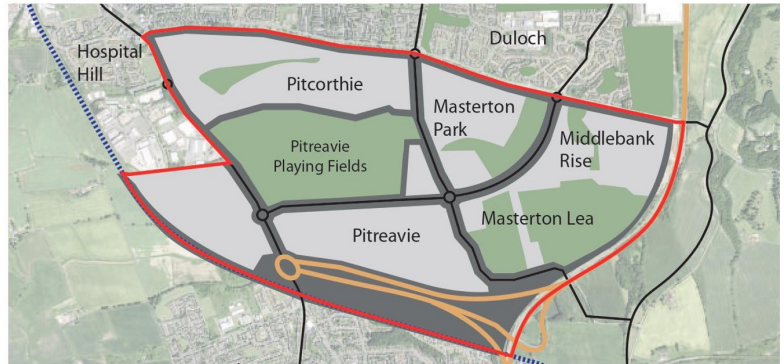 Hospital
Hill
Duloch
Pitcorthie
Masterton
Park
Middlebank
Rise
Pitreavie
Playing Fields
Masterton Lea
Pitreavie